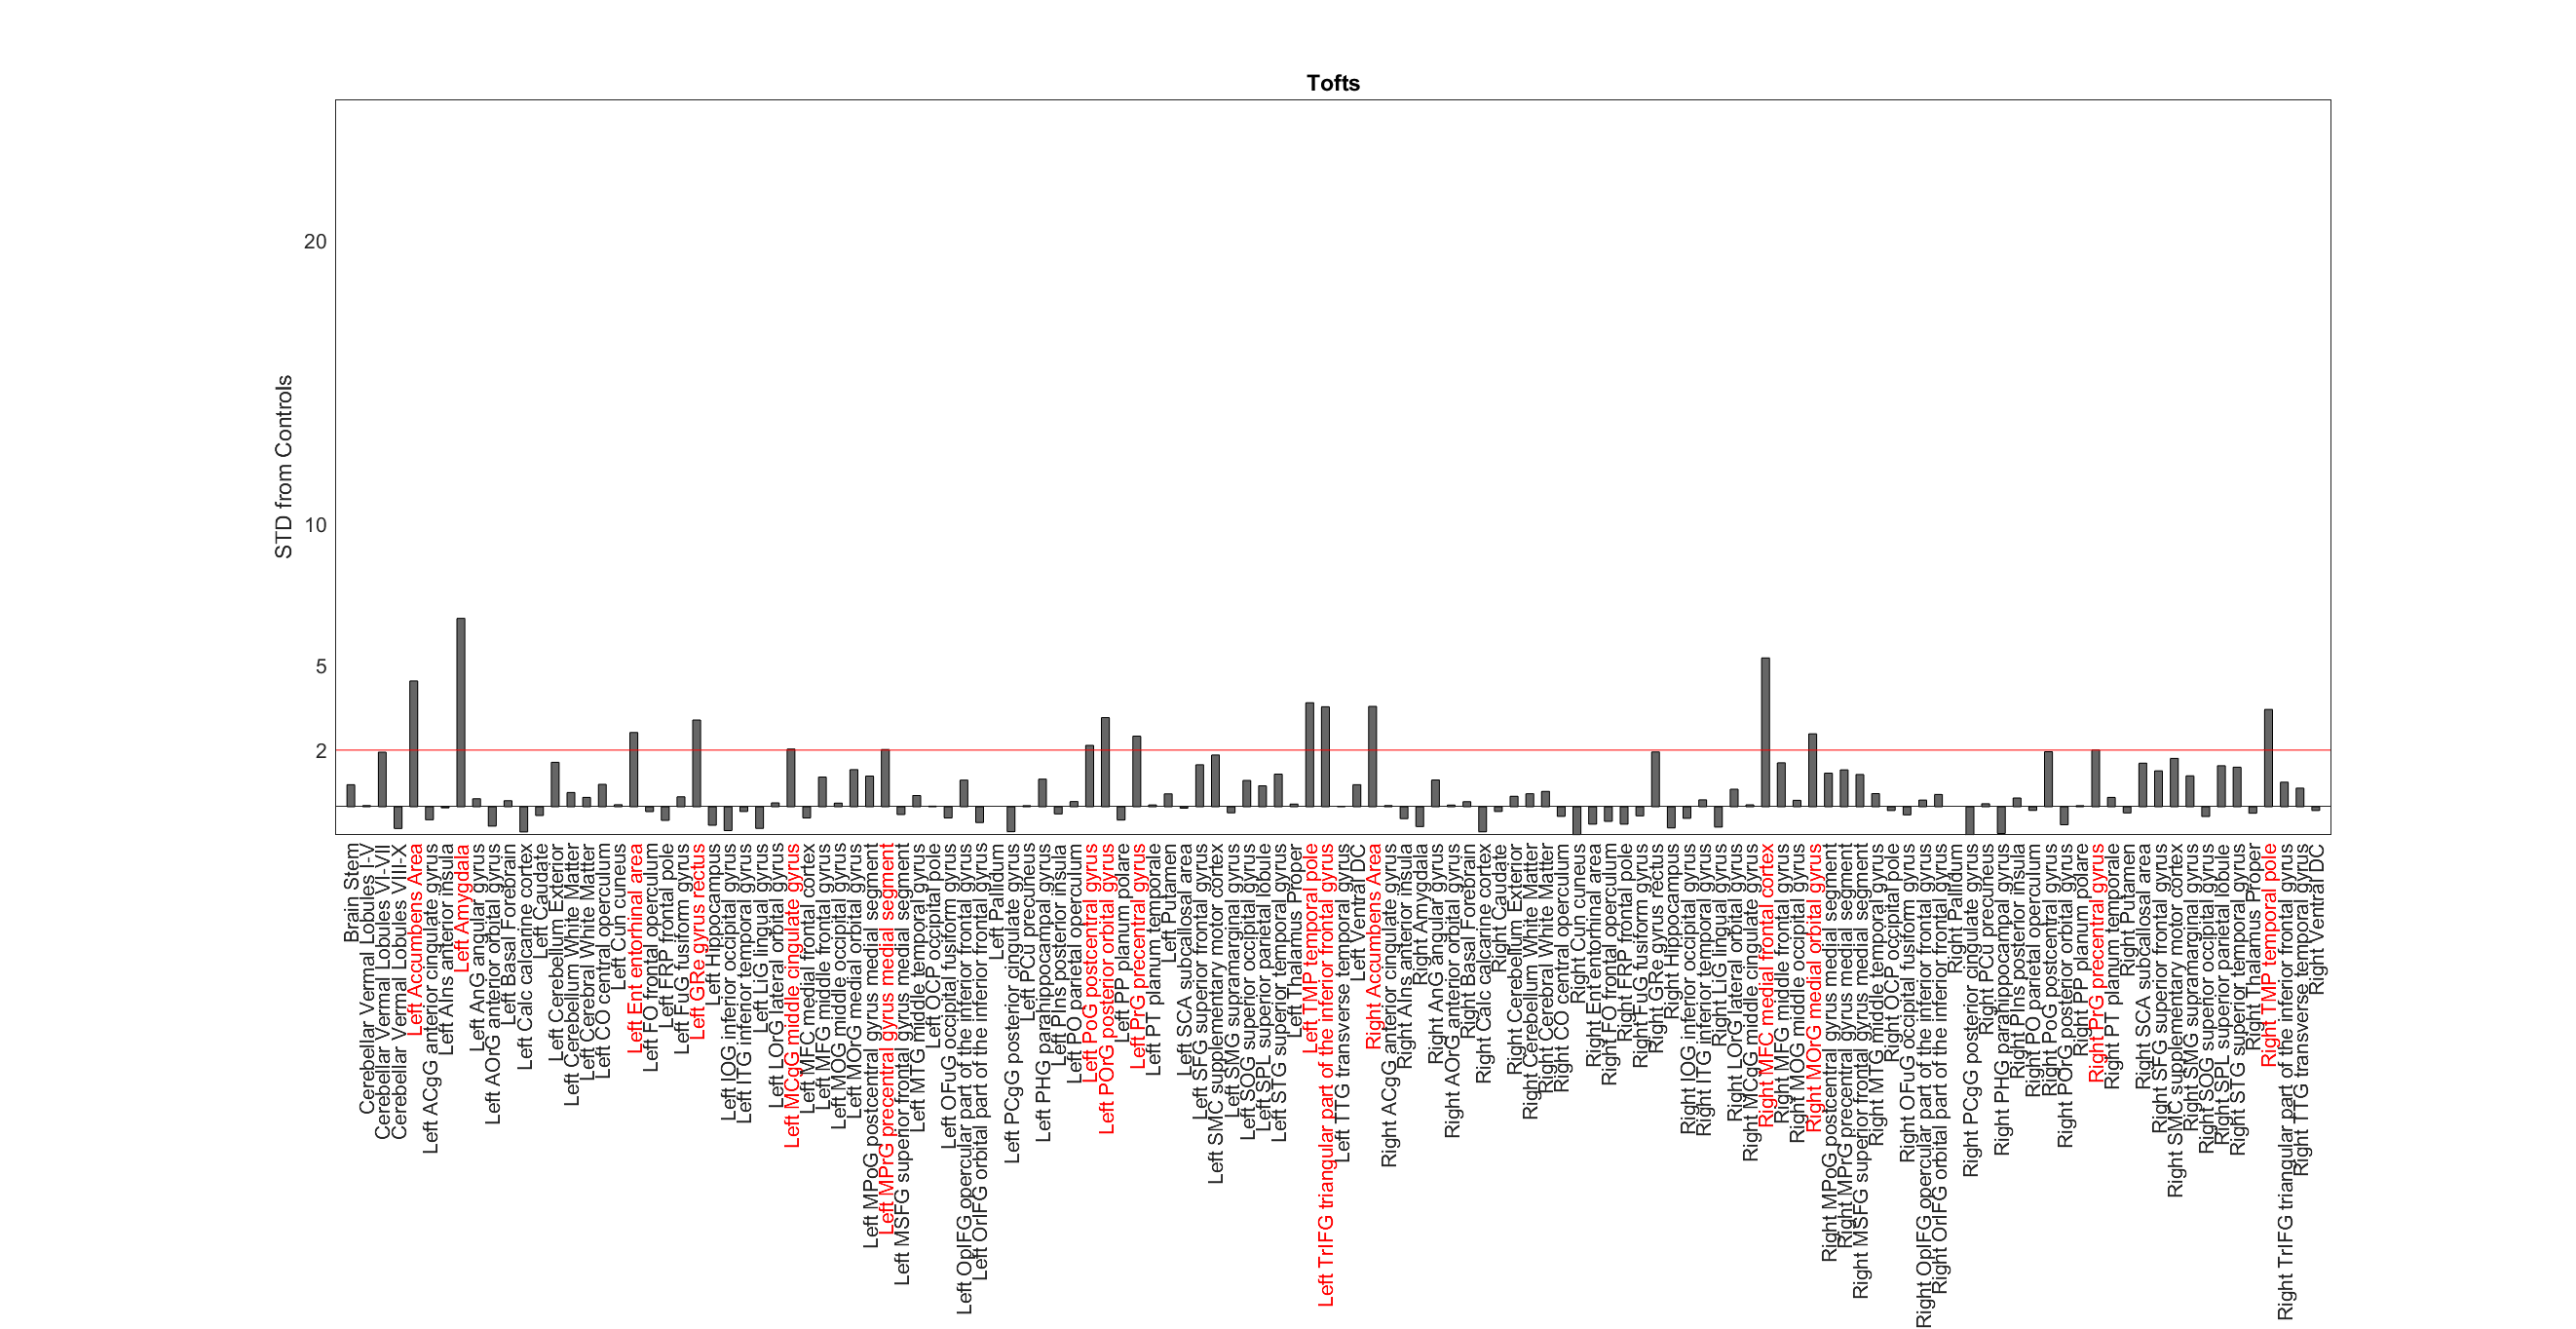 Tofts
STD from Controls
20
10
5
2
Brain Stem
Cerebellar Vermal Lobules I-V
Cerebellar Vermal Lobules VI-VII
Cerebellar Vermal Lobules VIII-X
Left Accumbens Area
Left ACgG anterior cingulate gyrus
Left AIns anterior insula
Left Amygdala
Left AnG angular gyrus
Left AOrG anterior orbital gyrus
Left Basal Forebrain
Left Calc calcarine cortex
Left Caudate
Left Cerebellum Exterior
Left Cerebellum White Matter
Left Cerebral White Matter
Left CO central operculum
Left Cun cuneus
Left Ent entorhinal area
Left FO frontal operculum
Left FRP frontal pole
Left FuG fusiform gyrus
Left GRe gyrus rectus
Left Hippocampus
Left IOG inferior occipital gyrus
Left ITG inferior temporal gyrus
Left LiG lingual gyrus
Left LOrG lateral orbital gyrus
Left MCgG middle cingulate gyrus
Left MFC medial frontal cortex
Left MFG middle frontal gyrus
Left MOG middle occipital gyrus
Left MOrG medial orbital gyrus
Left MPoG postcentral gyrus medial segment
Left MPrG precentral gyrus medial segment
Left MSFG superior frontal gyrus medial segment
Left MTG middle temporal gyrus
Left OCP occipital pole
Left OFuG occipital fusiform gyrus
Left OpIFG opercular part of the inferior frontal gyrus
Left OrIFG orbital part of the inferior frontal gyrus
Left Pallidum
Left PCgG posterior cingulate gyrus
Left PCu precuneus
Left PHG parahippocampal gyrus
Left PIns posterior insula
Left PO parietal operculum
Left PoG postcentral gyrus
Left POrG posterior orbital gyrus
Left PP planum polare
Left PrG precentral gyrus
Left PT planum temporale
Left Putamen
Left SCA subcallosal area
Left SFG superior frontal gyrus
Left SMC supplementary motor cortex
Left SMG supramarginal gyrus
Left SOG superior occipital gyrus
Left SPL superior parietal lobule
Left STG superior temporal gyrus
Left Thalamus Proper
Left TMP temporal pole
Left TrIFG triangular part of the inferior frontal gyrus
Left TTG transverse temporal gyrus
Left Ventral DC
Right Accumbens Area
Right ACgG anterior cingulate gyrus
Right AIns anterior insula
Right Amygdala
Right AnG angular gyrus
Right AOrG anterior orbital gyrus
Right Basal Forebrain
Right Calc calcarine cortex
Right Caudate
Right Cerebellum Exterior
Right Cerebellum White Matter
Right Cerebral White Matter
Right CO central operculum
Right Cun cuneus
Right Ent entorhinal area
Right FO frontal operculum
Right FRP frontal pole
Right FuG fusiform gyrus
Right GRe gyrus rectus
Right Hippocampus
Right IOG inferior occipital gyrus
Right ITG inferior temporal gyrus
Right LiG lingual gyrus
Right LOrG lateral orbital gyrus
Right MCgG middle cingulate gyrus
Right MFC medial frontal cortex
Right MFG middle frontal gyrus
Right MOG middle occipital gyrus
Right MOrG medial orbital gyrus
Right MPoG postcentral gyrus medial segment
Right MPrG precentral gyrus medial segment
Right MSFG superior frontal gyrus medial segment
Right MTG middle temporal gyrus
Right OCP occipital pole
Right OFuG occipital fusiform gyrus
Right OpIFG opercular part of the inferior frontal gyrus
Right OrIFG orbital part of the inferior frontal gyrus
Right Pallidum
Right PCgG posterior cingulate gyrus
Right PCu precuneus
Right PHG parahippocampal gyrus
Right PIns posterior insula
Right PO parietal operculum
Right PoG postcentral gyrus
Right POrG posterior orbital gyrus
Right PP planum polare
Right PrG precentral gyrus
Right PT planum temporale
Right Putamen
Right SCA subcallosal area
Right SFG superior frontal gyrus
Right SMC supplementary motor cortex
Right SMG supramarginal gyrus
Right SOG superior occipital gyrus
Right SPL superior parietal lobule
Right STG superior temporal gyrus
Right Thalamus Proper
Right TMP temporal pole
Right TrIFG triangular part of the inferior frontal gyrus
Right TTG transverse temporal gyrus
Right Ventral DC